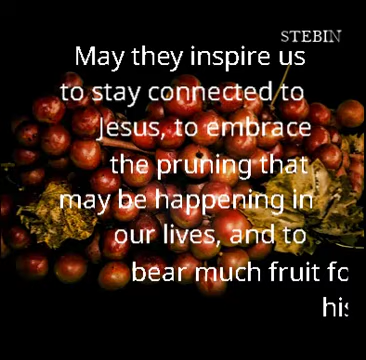 STEBIN
May they inspire us
to stay connected to
Jesus, to embrace
the pruning that
may be happening in
our lives, and to
bear much fruit fo
his